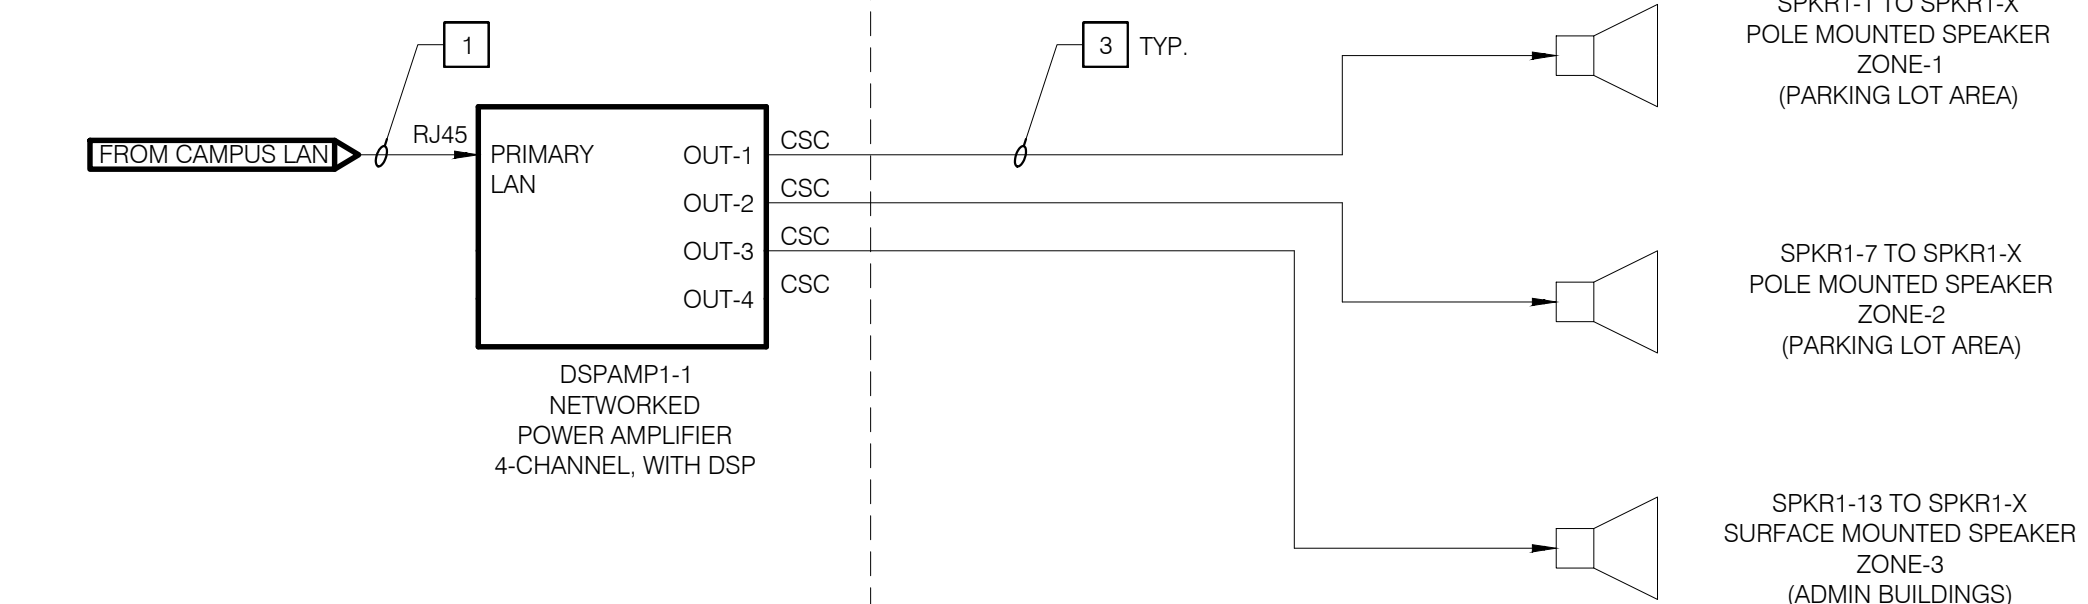 1
3 TYP.
SPKR1-1 TO SPKR1-X
POLE MOUNTED SPEAKER
ZONE-1
(PARKING LOT AREA)
FROM CAMPUS LAN
RJ45
PRIMARY
LAN
OUT-1
OUT-2
OUT-3
OUT-4
CSC
CSC
CSC
CSC
DSPAMP1-1
NETWORKED
POWER AMPLIFIER
4-CHANNEL, WITH DSP
SPKR1-7 TO SPKR1-X
POLE MOUNTED SPEAKER
ZONE-2
(PARKING LOT AREA)
SPKR1-13 TO SPKR1-X
SURFACE MOUNTED SPEAKER
ZONE-3
(ADMIN BUILDINGS)